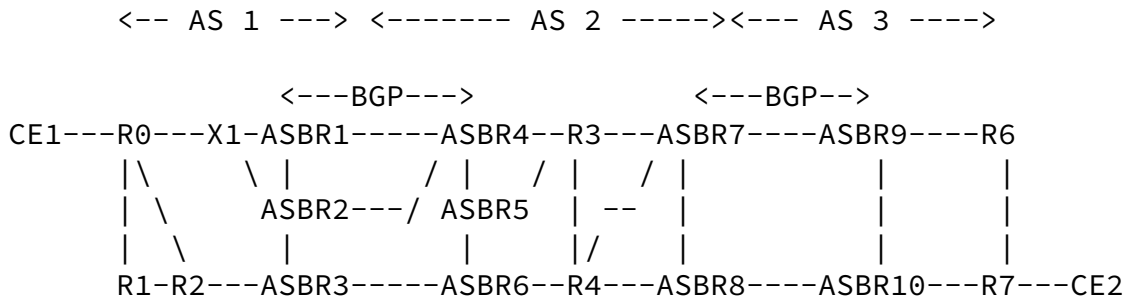 <-- AS 1 ---> <------- AS 2 -----><--- AS 3 ---->
<---BGP---> <---BGP-->
CE1---R0---X1-ASBR1-----ASBR4--R3---ASBR7----ASBR9----R6
|\ \ | / | / | / | | |
| \ ASBR2---/ ASBR5 | -- | | |
| \ | | |/ | | |
R1-R2---ASBR3-----ASBR6--R4---ASBR8----ASBR10---R7---CE2